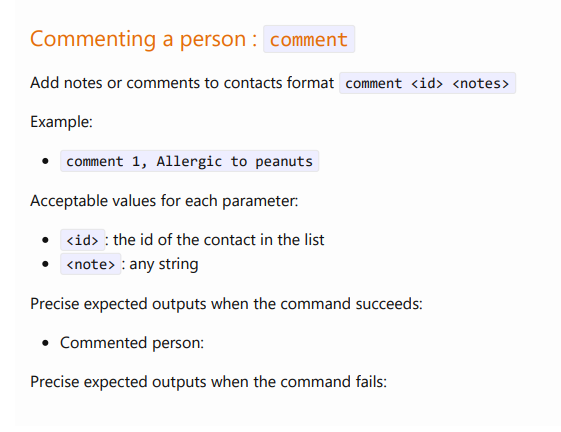 Commenting a person : comment
Add notes or comments to contacts format comment <id> <notes>
Example:
• comment 1, Allergic to peanuts
Acceptable values for each parameter:
• <id> : the id of the contact in the list
• <note> : any string
Precise expected outputs when the command succeeds:
• Commented person:
Precise expected outputs when the command fails: